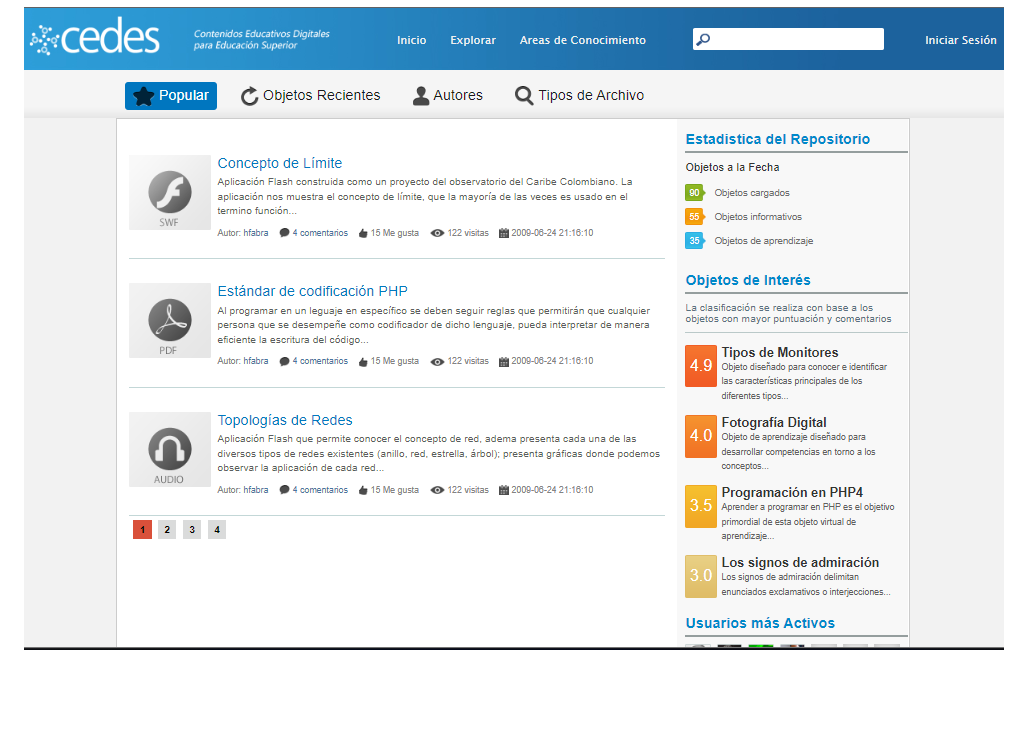 cedes
Contenidos Educativos Digitales
para Educación Superior
Inicio
Explorar
Areas de Conocimiento
Iniciar Sesión
Popular
Objetos Recientes
Autores
Tipos de Archivo
SWF
Concepto de Límite
Aplicación Flash construida como un proyecto del observatorio del Caribe Colombiano. La
aplicación nos muestra el concepto de límite, que la mayoría de las veces es usado en el
termino función...
Autor: hfabra 4 comentarios 15 Me gusta 122 visitas 2009-06-24 21:16:10
PDF
Estándar de codificación PHP
Al programar en un leguaje en específico se deben seguir reglas que permitirán que cualquier
persona que se desempeñe como codificador de dicho lenguaje, pueda interpretar de manera
eficiente la escritura del código...
Autor: hfabra 4 comentarios 15 Me gusta 122 visitas 2009-06-24 21:16:10
AUDIO
Topologías de Redes
Aplicación Flash que permite conocer el concepto de red, adema presenta cada una de las
diversos tipos de redes existentes (anillo, red, estrella, árbol); presenta gráficas donde podemos
observar la aplicación de cada red...
Autor: hfabra 4 comentarios 15 Me gusta 122 visitas 2009-06-24 21:16:10
1 2 3 4
Estadistica del Repositorio
Objetos a la Fecha
90 Objetos cargados
55 Objetos informativos
35 Objetos de aprendizaje
Objetos de Interés
La clasificación se realiza con base a los
objetos con mayor puntuación y comentarios
4.9
Tipos de Monitores
Objeto diseñado para conocer e identificar
las características principales de los
diferentes tipos...
4.0
Fotografía Digital
Objeto de aprendizaje diseñado para
desarrollar competencias en torno a los
conceptos...
3.5
Programación en PHP4
Aprender a programar en PHP es el objetivo
primordial de esta objeto virtual de
aprendizaje...
3.0
Los signos de admiración
Los signos de admiración delimitan
enunciados exclamativos o interjecciones...
Usuarios más Activos